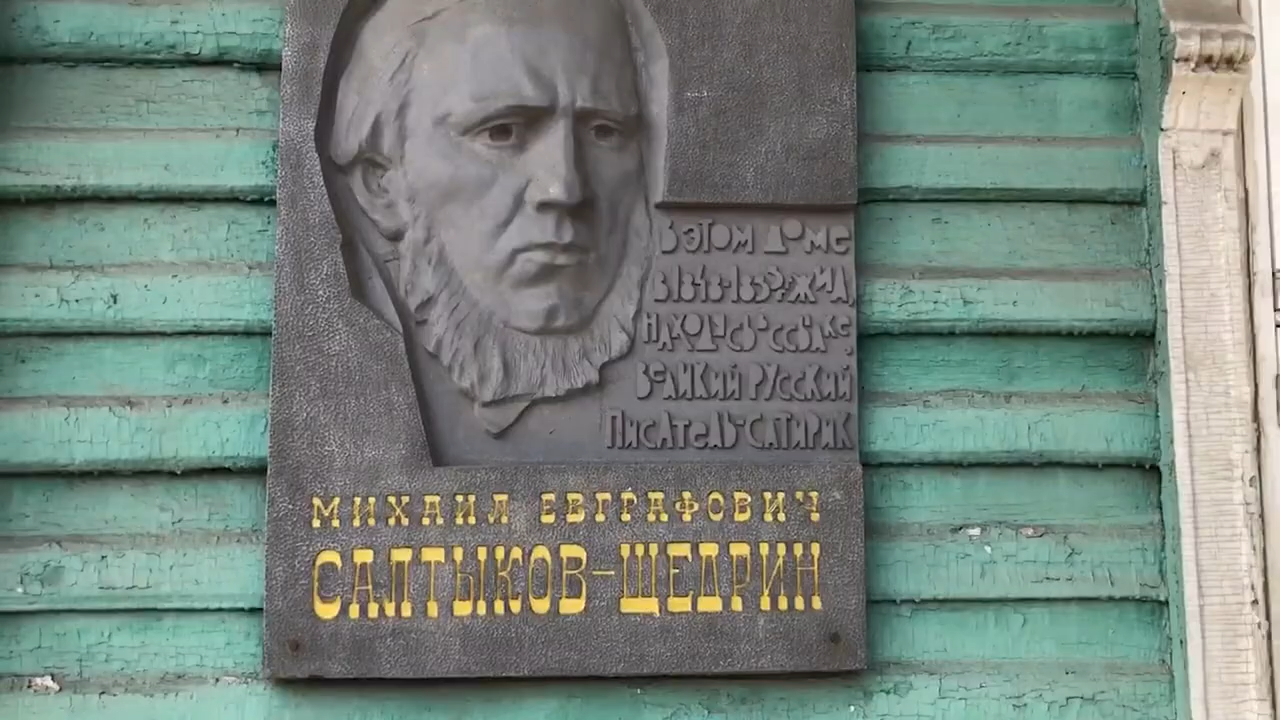 В ЭТОМ ДОМЕ
В 1848-1855 г. ЖИЛ,
НАХОДЯСЬ В ССЫЛКЕ,
ВЕЛИКИЙ РУССКИЙ
ПИСАТЕЛЬ-САТИРИК
МИХАИЛ ЕВГРАФОВИЧ
САЛТЫКОВ-ЩЕДРИН